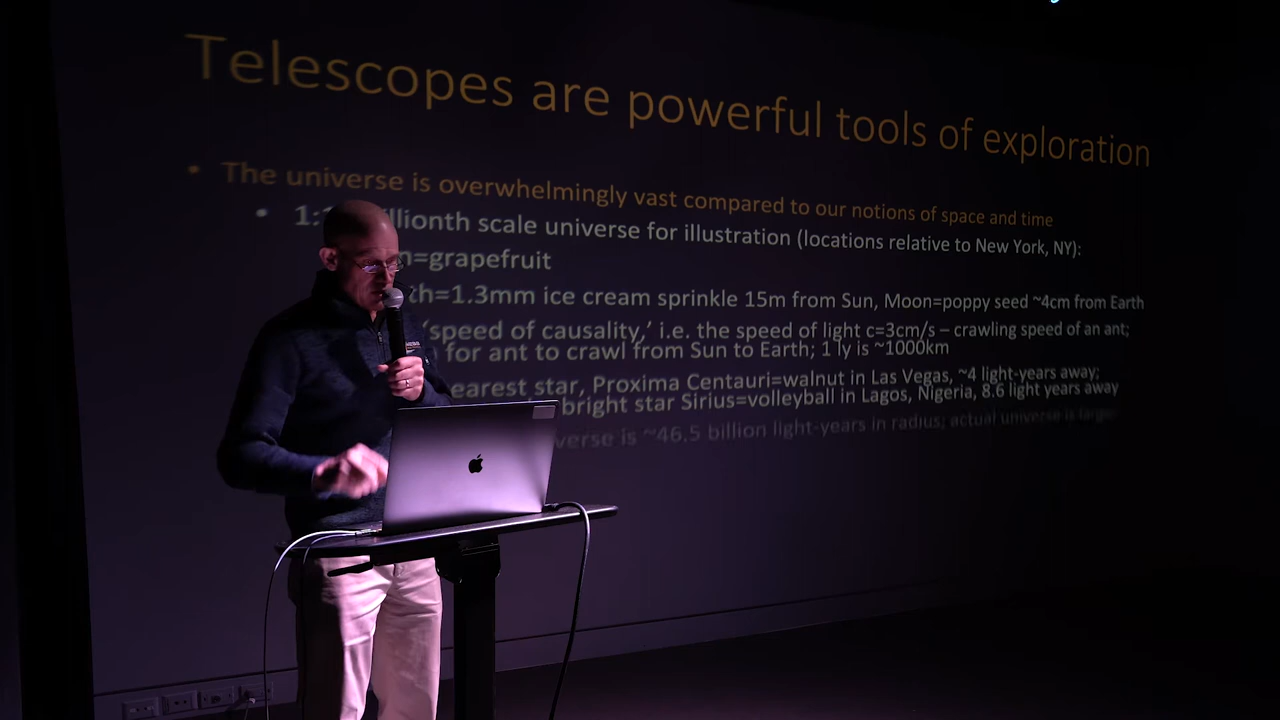 Telescopes are powerful tools of exploration
• The universe is overwhelmingly vast compared to our notions of space and time
• 1:1 illionth scale universe for illustration (locations relative to New York, NY):
n=grapefruit
th=1.3mm ice cream sprinkle 15m from Sun, Moon=poppy seed ~4cm from Earth
'speed of causality,' i.e. the speed of light c=3cm/s – crawling speed of an ant;
for ant to crawl from Sun to Earth; 1 ly is ~1000km
earest star, Proxima Centauri=walnut in Las Vegas, ~4 light-years away;
bright star Sirius=volleyball in Lagos, Nigeria, 8.6 light years away
verse is ~46.5 billion light-years in radius; actual universe is larger